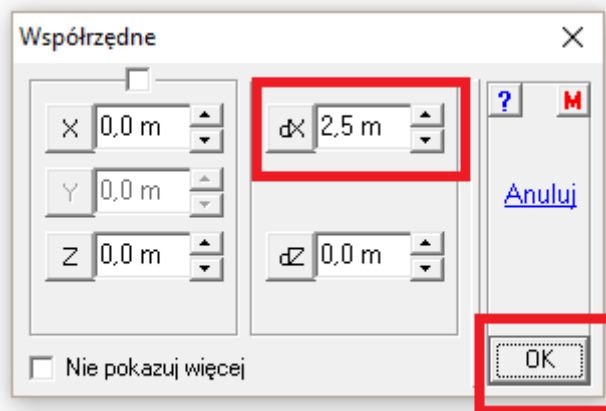 Współrzędne
X 0,0 m dX 2,5 m ? M
Y 0,0 m Anuluj
Z 0,0 m dZ 0,0 m
Nie pokazuj więcej OK